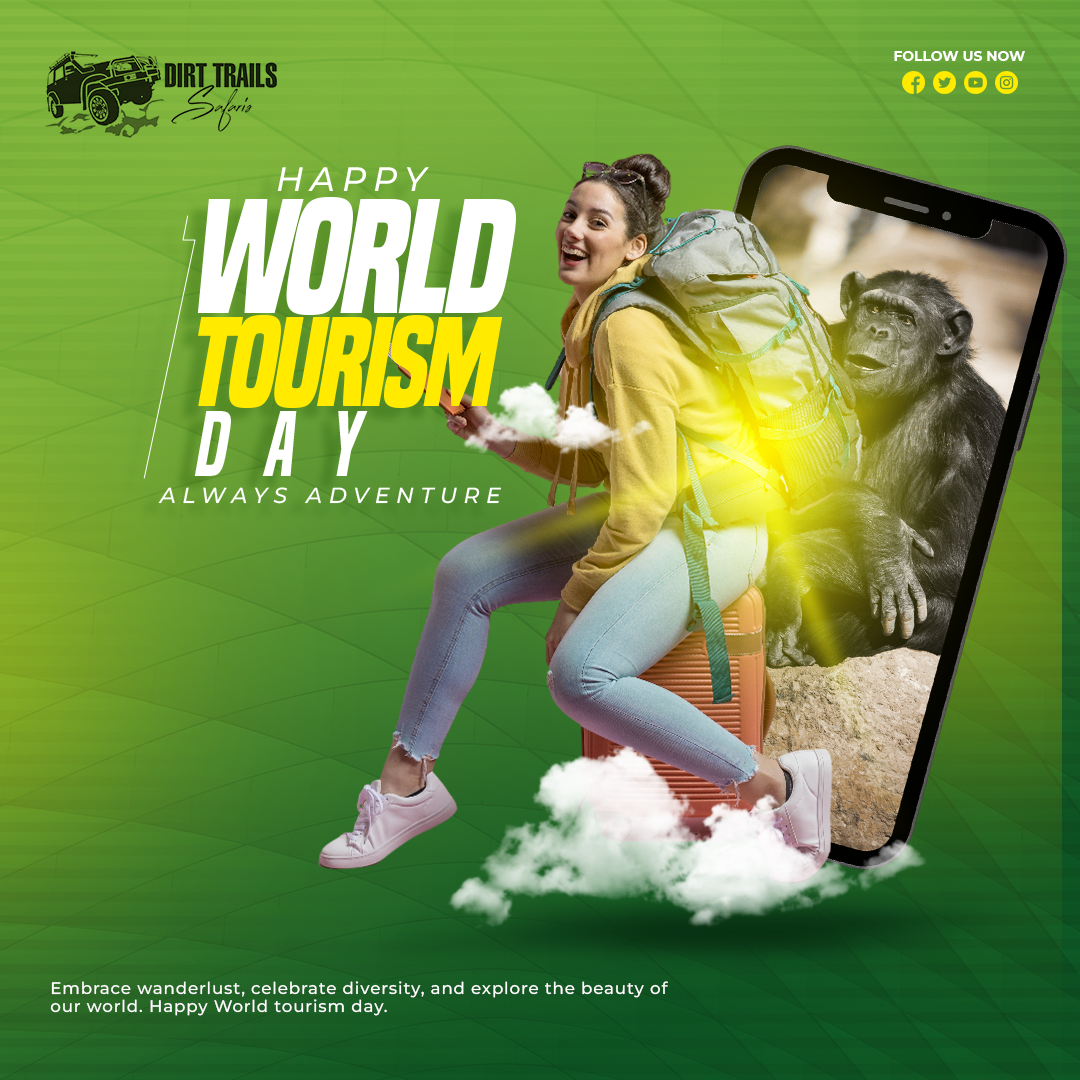 DIRT TRAILS
Safaris
FOLLOW US NOW
HAPPY
WORLD
TOURISM
DAY
ALWAYS ADVENTURE
Embrace wanderlust, celebrate diversity, and explore the beauty of
our world. Happy World tourism day.